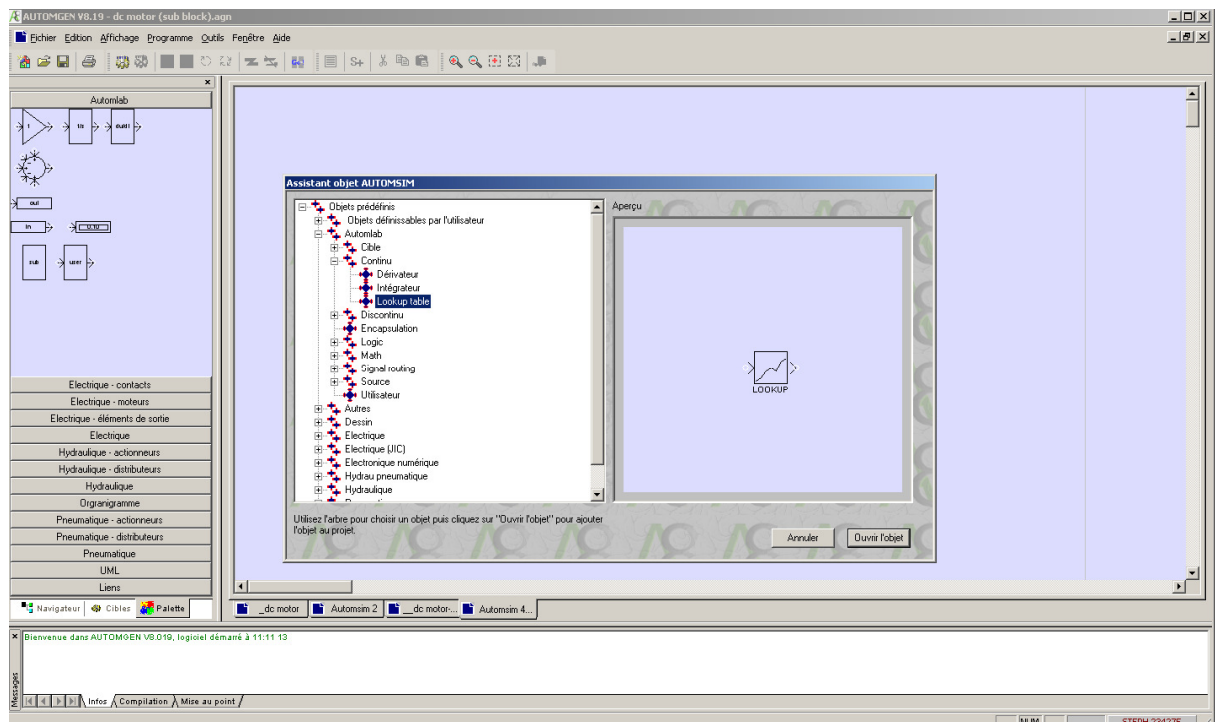 AUTOMGEN V8.19 - dc motor (sub block).agn
Fichier Edition Affichage Programme Outils Fenêtre Aide
S+
Automlab
out
in
sub
user
Electrique - contacts
Electrique - moteurs
Electrique - éléments de sortie
Electrique
Hydraulique - actionneurs
Hydraulique - distributeurs
Hydraulique
Organigramme
Pneumatique - actionneurs
Pneumatique - distributeurs
Pneumatique
UML
Liens
Navigateur Cibles Palette
Assistant objet AUTOMSIM
Objets prédéfinis
Objets définissables par l'utilisateur
Automlab
Cible
Continu
Dérivateur
Intégrateur
Lookup table
Discontinu
Encapsulation
Logic
Math
Signal routing
Source
Utilisateur
Autres
Dessin
Electrique
Electrique (JIC)
Electronique numérique
Hydrau pneumatique
Hydraulique
Aperçu
LOOKUP
Utilisez l'arbre pour choisir un objet puis cliquez sur "Ouvrir l'objet" pour ajouter
l'objet au projet.
Annuler
Ouvrir l'objet
_dc motor Automsim 2 __dc motor-... Automsim 4...
Bienvenue dans AUTOMGEN V8.019, logiciel démarré à 11:11 13
Messages
Infos Compilation Mise au point
NUM